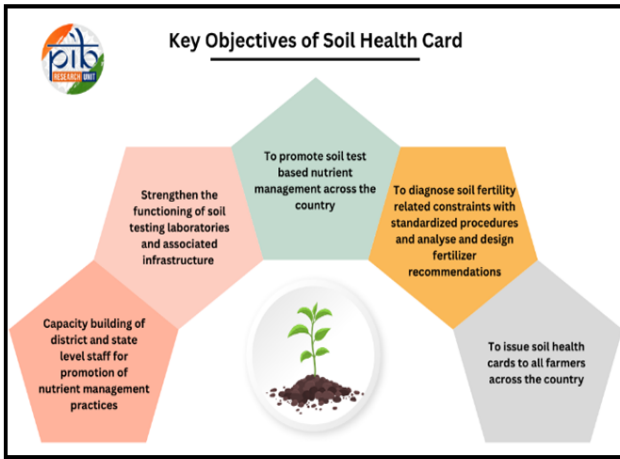 pib
RESEARCH UNIT
Key Objectives of Soil Health Card
Capacity building of
district and state
level staff for
promotion of
nutrient management
practices
Strengthen the
functioning of soil
testing laboratories
and associated
infrastructure
To promote soil test
based nutrient
management across the
country
To diagnose soil fertility
related constraints with
standardized procedures
and analyse and design
fertilizer
recommendations
To issue soil health
cards to all farmers
across the country